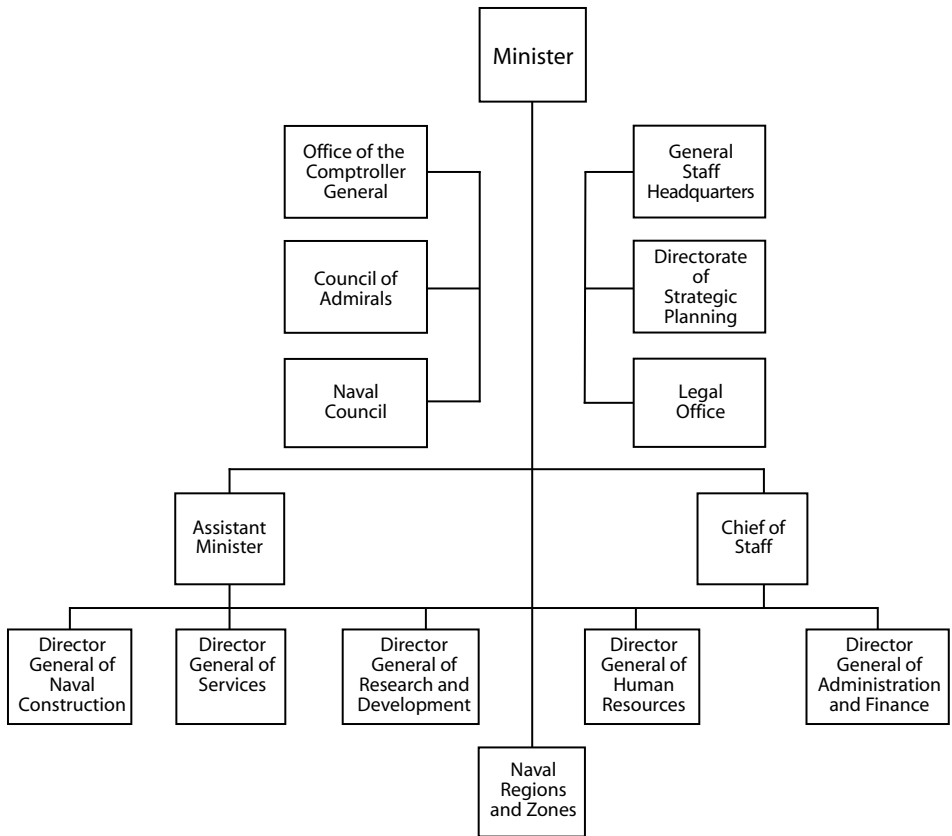 Minister
Office of the
Comptroller
General
General
Staff
Headquarters
Council of
Admirals
Directorate
of
Strategic
Planning
Naval
Council
Legal
Office
Assistant
Minister
Chief of
Staff
Director
General of
Naval
Construction
Director
General of
Services
Director
General of
Research and
Development
Director
General of
Human
Resources
Director
General of
Administration
and Finance
Naval
Regions
and Zones